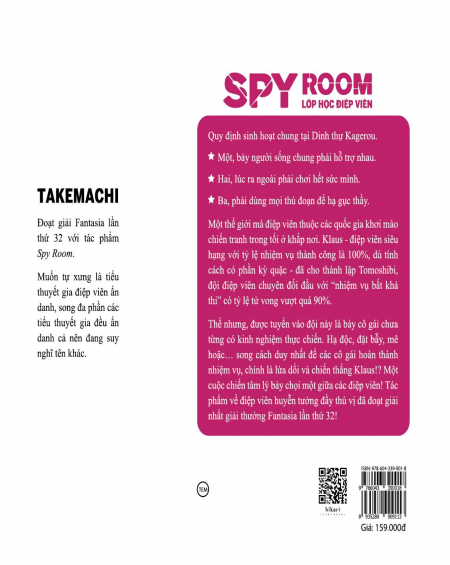 SPY ROOM
LỚP HỌC ĐIỆP VIÊN
Quy định sinh hoạt chung tại Dinh thự Kagerou.
★ Một, bảy người sống chung phải hỗ trợ nhau.
★ Hai, lúc ra ngoài phải chơi hết sức mình.
★ Ba, phải dùng mọi thủ đoạn để hạ gục thầy.
Một thế giới mà điệp viên thuộc các quốc gia khơi mào
chiến tranh trong tối ở khắp nơi. Klaus - điệp viên siêu
hạng với tỷ lệ nhiệm vụ thành công là 100%, dù tính
cách có phần kỳ quặc - đã cho thành lập Tomoshibi,
đội điệp viên chuyên đối đầu với “nhiệm vụ bất khả
thi” có tỷ lệ tử vong vượt quá 90%.
Thế nhưng, được tuyển vào đội này là bảy cô gái chưa
từng có kinh nghiệm thực chiến. Hạ độc, đặt bẫy, mê
hoặc… song cách duy nhất để các cô gái hoàn thành
nhiệm vụ, chính là lừa dối và chiến thắng Klaus!? Một
cuộc chiến tâm lý bảy chọi một giữa các điệp viên! Tác
phẩm về điệp viên huyễn tưởng đầy thú vị đã đoạt giải
nhất giải thưởng Fantasia lần thứ 32!
TAKEMACHI
Đoạt giải Fantasia lần
thứ 32 với tác phẩm
Spy Room.
Muốn tự xưng là tiểu
thuyết gia điệp viên ẩn
danh, song đa phần các
tiểu thuyết gia đều ẩn
danh cả nên đang suy
nghĩ tên khác.
TEM
hikari
ISBN: 978-604-339-001-8
Giá: 159.000đ